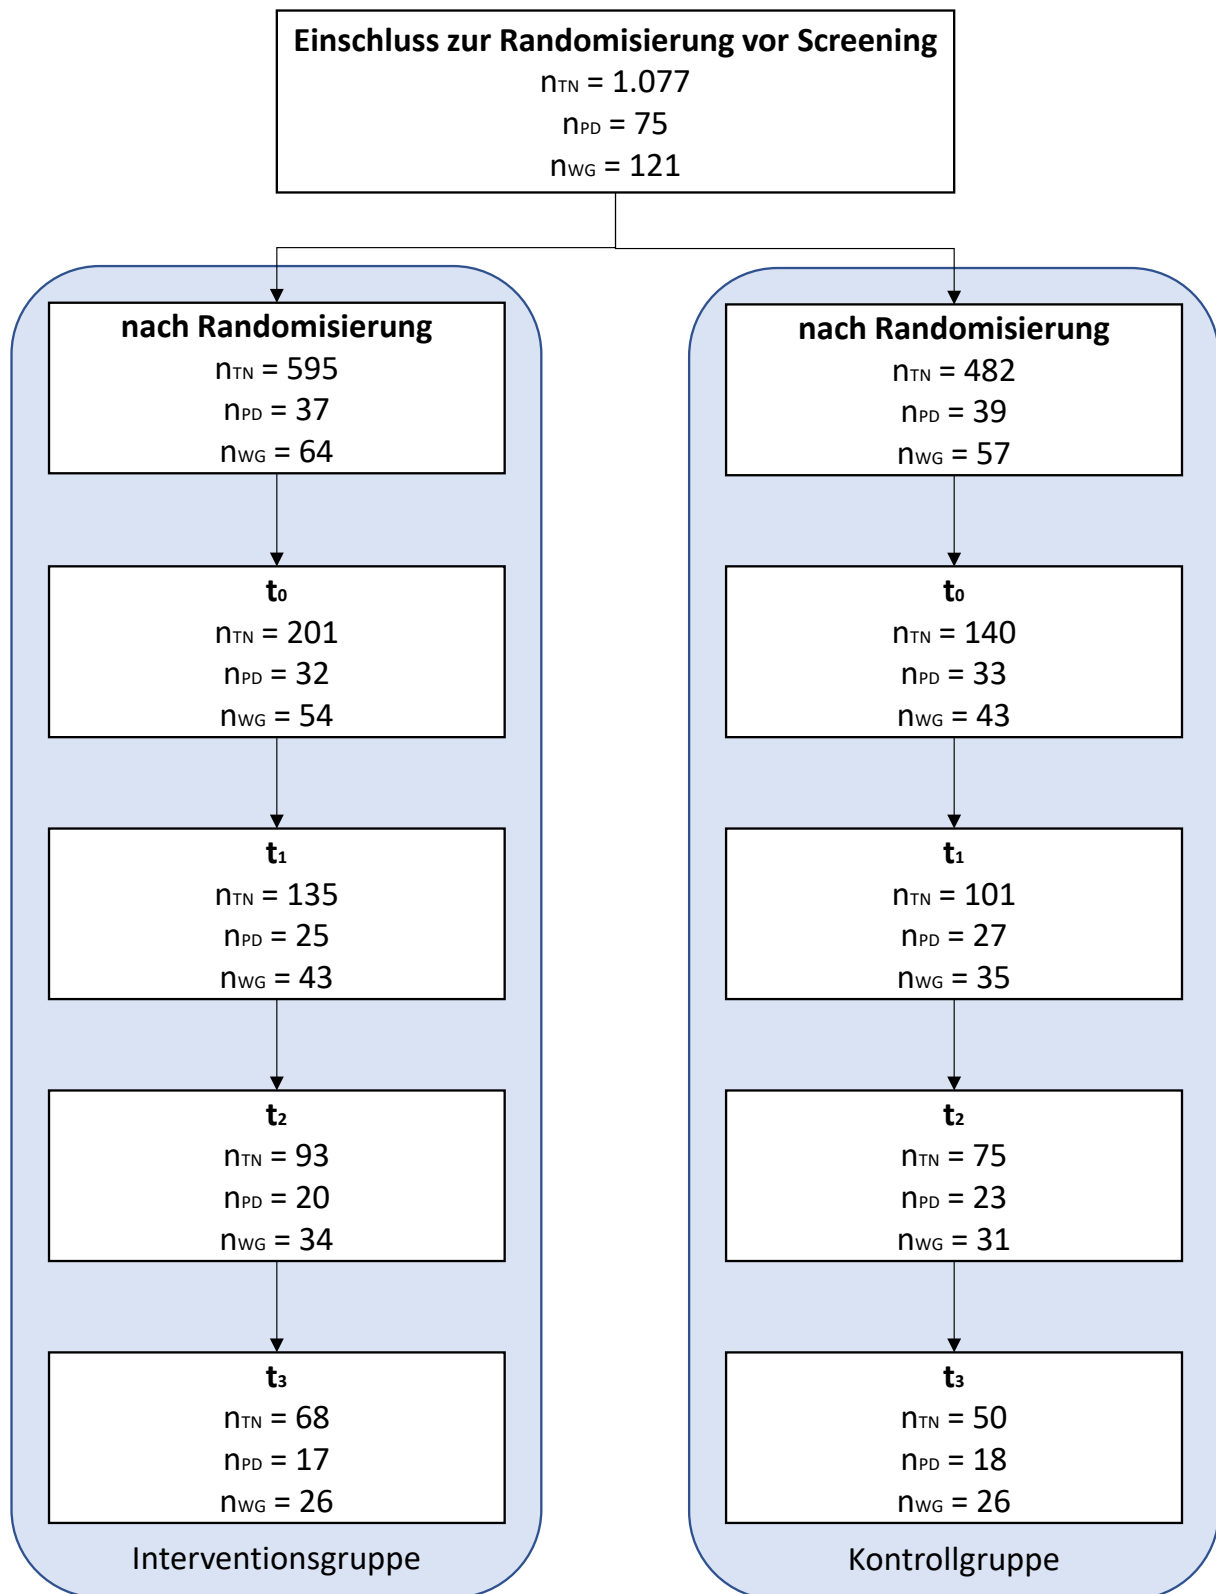 Einschluss zur Randomisierung vor Screening
nTN = 1.077
nPD = 75
nWG = 121
nach Randomisierung
nTN = 595
nPD = 37
nWG = 64
nach Randomisierung
nTN = 482
nPD = 39
nWG = 57
t0
nTN = 201
nPD = 32
nWG = 54
t0
nTN = 140
nPD = 33
nWG = 43
t1
nTN = 135
nPD = 25
nWG = 43
t1
nTN = 101
nPD = 27
nWG = 35
t2
nTN = 93
nPD = 20
nWG = 34
t2
nTN = 75
nPD = 23
nWG = 31
t3
nTN = 68
nPD = 17
nWG = 26
t3
nTN = 50
nPD = 18
nWG = 26
Interventionsgruppe
Kontrollgruppe